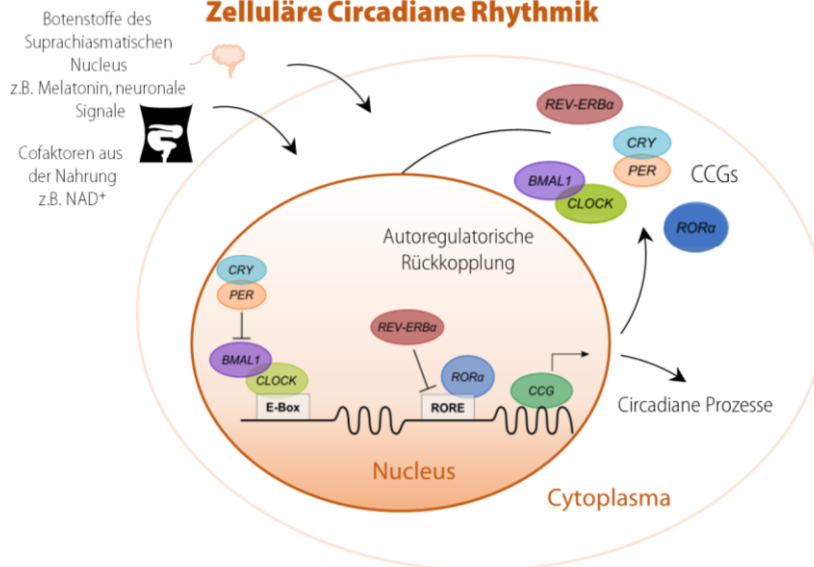 Zelluläre Circadiane Rhythmik
Botenstoffe des
Suprachiasmatischen
Nucleus
z.B. Melatonin, neuronale
Signale
Cofaktoren aus
der Nahrung
z.B. NAD⁺
REV-ERBα
CRY
PER
BMAL1
CLOCK
CCGs
RORα
Autoregulatorische
Rückkopplung
CRY
PER
BMAL1
CLOCK
E-Box
REV-ERBα
RORα
RORE
CCG
Circadiane Prozesse
Nucleus
Cytoplasma